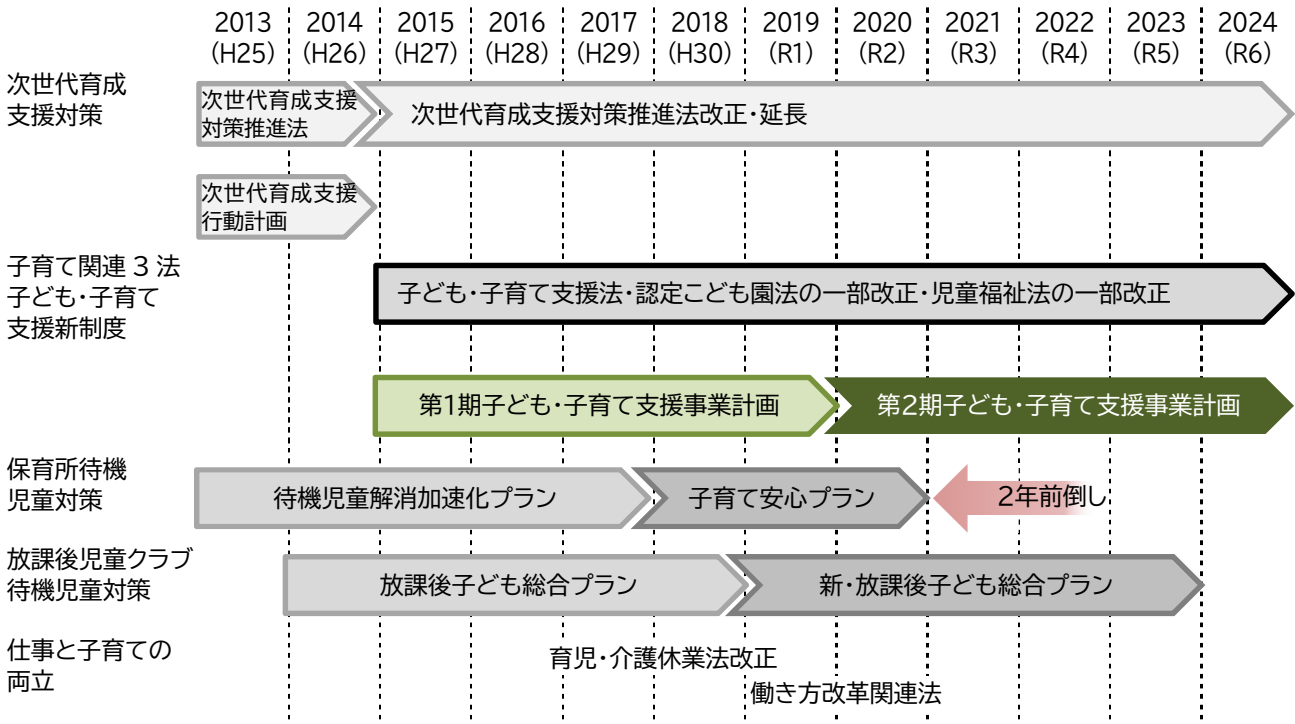 2013 2014 2015 2016 2017 2018 2019 2020 2021 2022 2023 2024
(H25) (H26) (H27) (H28) (H29) (H30) (R1) (R2) (R3) (R4) (R5) (R6)
次世代育成
支援対策
次世代育成支援
対策推進法
次世代育成支援対策推進法改正・延長
次世代育成支援
行動計画
子育て関連 3 法
子ども・子育て
支援新制度
子ども・子育て支援法・認定こども園法の一部改正・児童福祉法の一部改正
第1期子ども・子育て支援事業計画
第2期子ども・子育て支援事業計画
保育所待機
児童対策
待機児童解消加速化プラン
子育て安心プラン
2年前倒し
放課後児童クラブ
待機児童対策
放課後子ども総合プラン
新・放課後子ども総合プラン
仕事と子育ての
両立
育児・介護休業法改正
働き方改革関連法